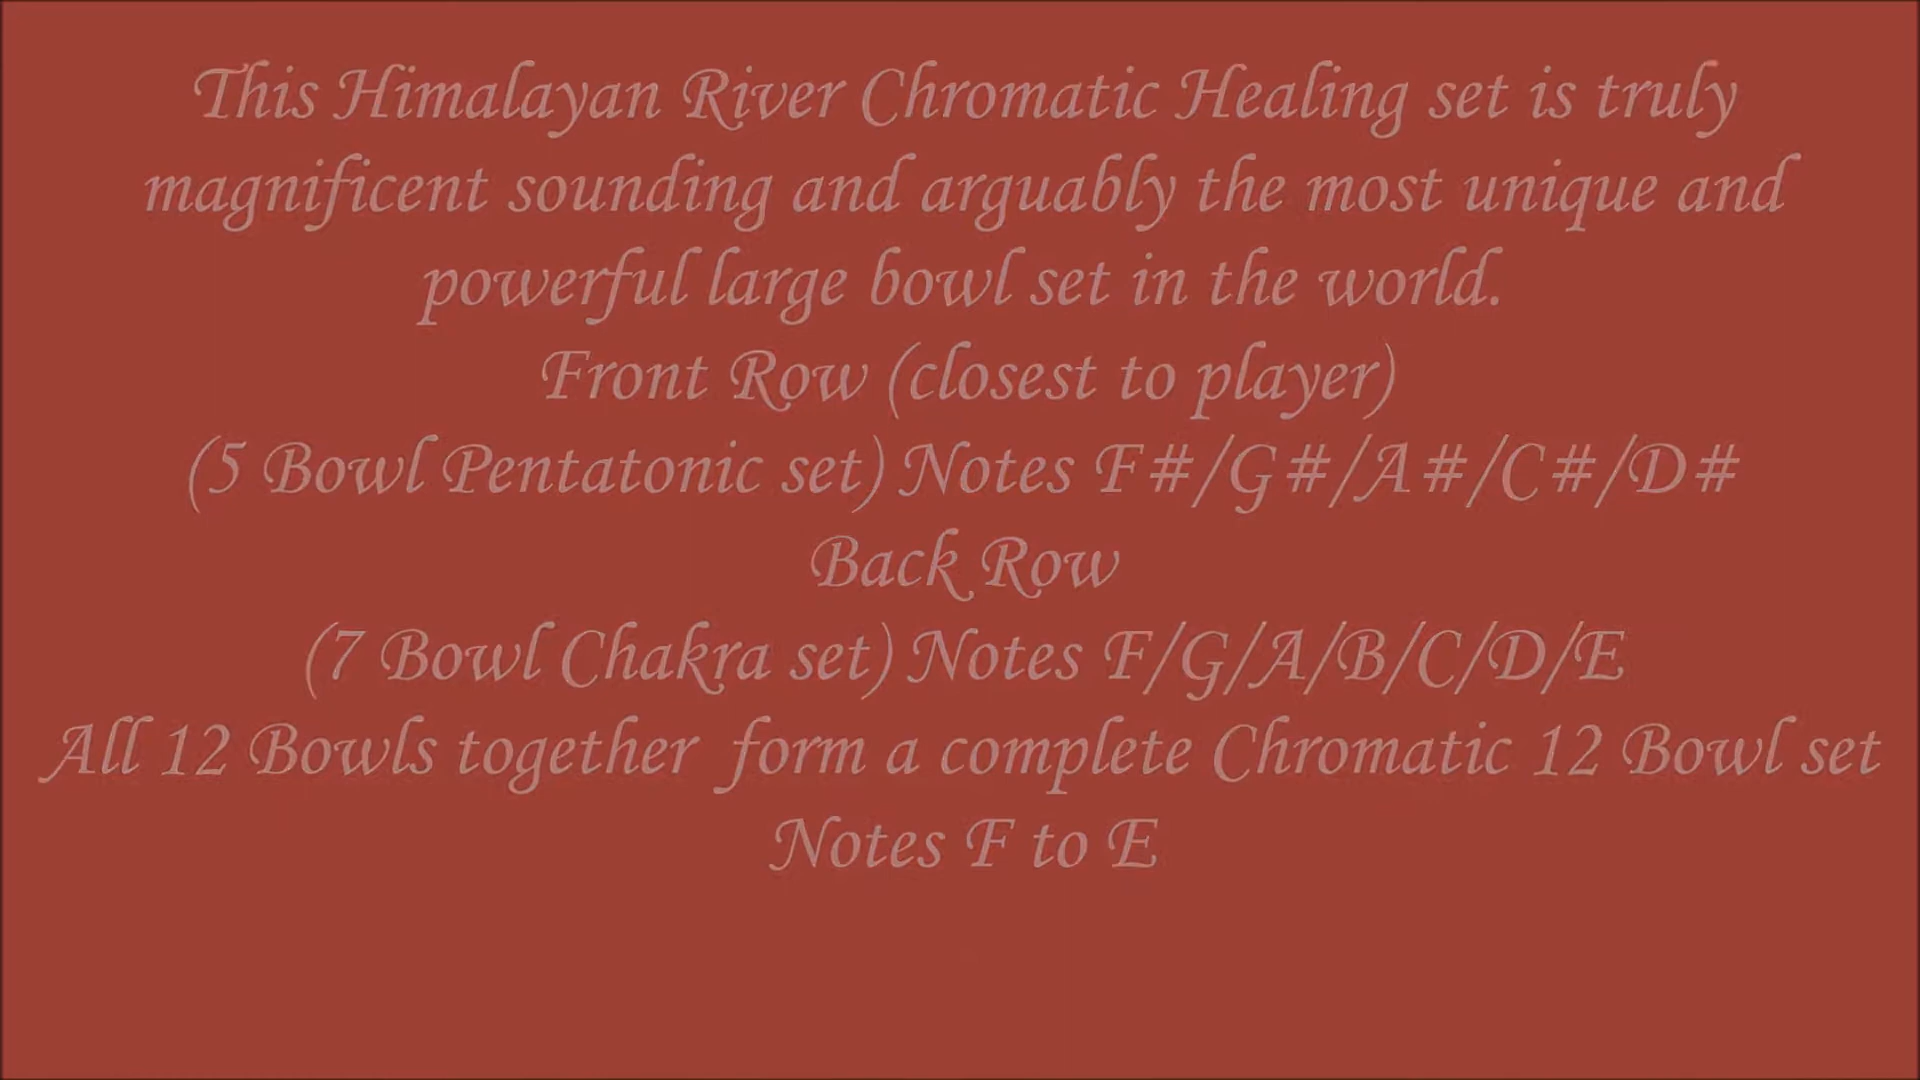 This Himalayan River Chromatic Healing set is truly
magnificent sounding and arguably the most unique and
powerful large bowl set in the world.
Front Row (closest to player)
(5 Bowl Pentatonic set) Notes F#/G#/A#/C#/D#
Back Row
(7 Bowl Chakra set) Notes F/G/A/B/C/D/E
All 12 Bowls together form a complete Chromatic 12 Bowl set
Notes F to E